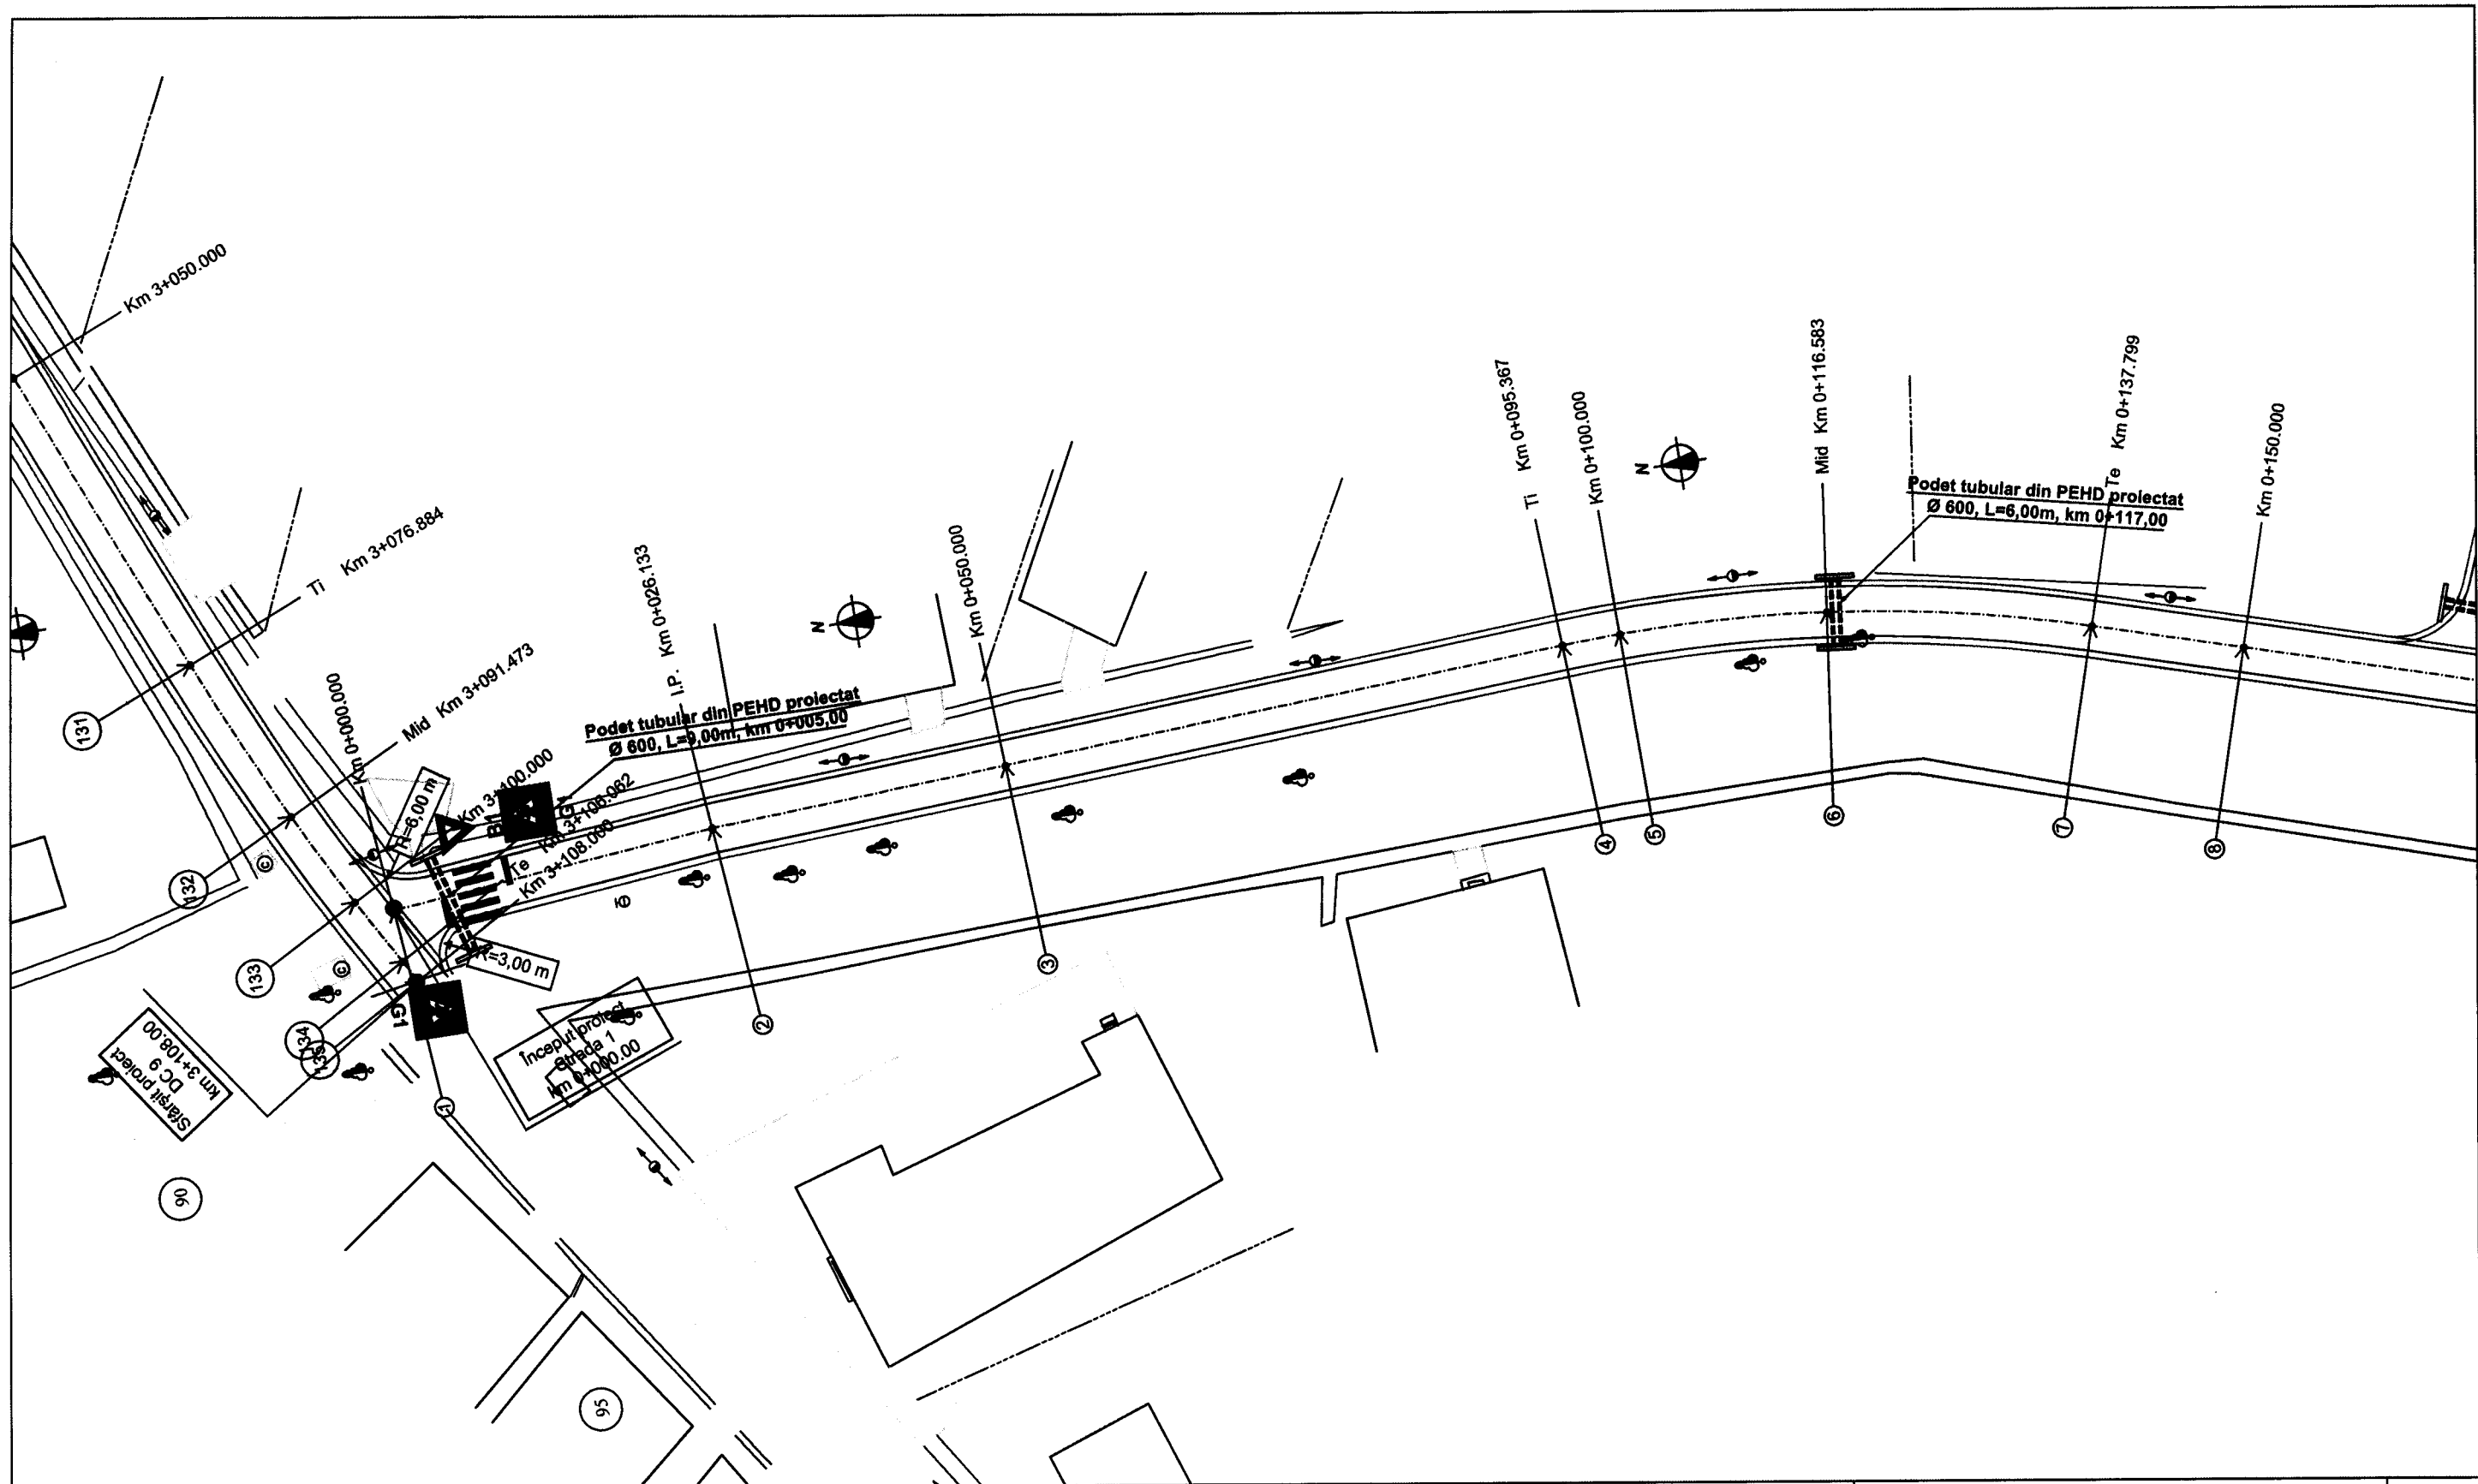 Km 3+050.000
Ti Km 3+076.884
Mid Km 3+091.473
Km 3+100.000
Te Km 3+106.062
Km 3+108.000
Km 0+000.000
I.P. Km 0+026.133
Km 0+050.000
Ti Km 0+095.367
Km 0+100.000
Mid Km 0+116.583
Te Km 0+137.799
Km 0+150.000
N
N
Podet tubular din PEHD proiectat
Ø 600, L=9,00m, km 0+005,00
Podet tubular din PEHD proiectat
Ø 600, L=6,00m, km 0+117,00
R=6,00 m
R=3,00 m
B1
G1
G1
C
C
131
132
133
134
135
1
2
3
4
5
6
7
8
Început proiect
Strada 1
km 0+000.00
Sfârșit proiect
DC 9
km 3+108.00
90
95